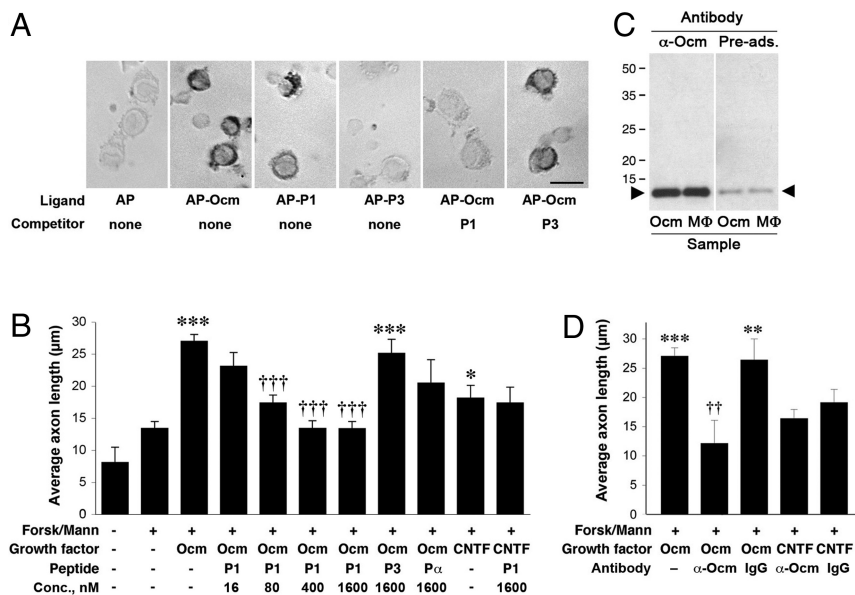 A
Ligand AP AP-Ocm AP-P1 AP-P3 AP-Ocm AP-Ocm
Competitor none none none none P1 P3
C
Antibody
α-Ocm Pre-ads.
50
35
25
20
15
Ocm MΦ Ocm MΦ
Sample
B
Average axon length (μm)
30
25
20
15
10
5
0
*** ††† ††† ††† *** *
Forsk/Mann - + + + + + + + + + +
Growth factor - - Ocm Ocm Ocm Ocm Ocm Ocm Ocm CNTF CNTF
Peptide - - - P1 P1 P1 P1 P3 Pα - P1
Conc., nM 16 80 400 1600 1600 1600 - 1600
D
Average axon length (μm)
30
25
20
15
10
5
0
*** †† **
Forsk/Mann + + + + +
Growth factor Ocm Ocm Ocm CNTF CNTF
Antibody – α-Ocm IgG α-Ocm IgG